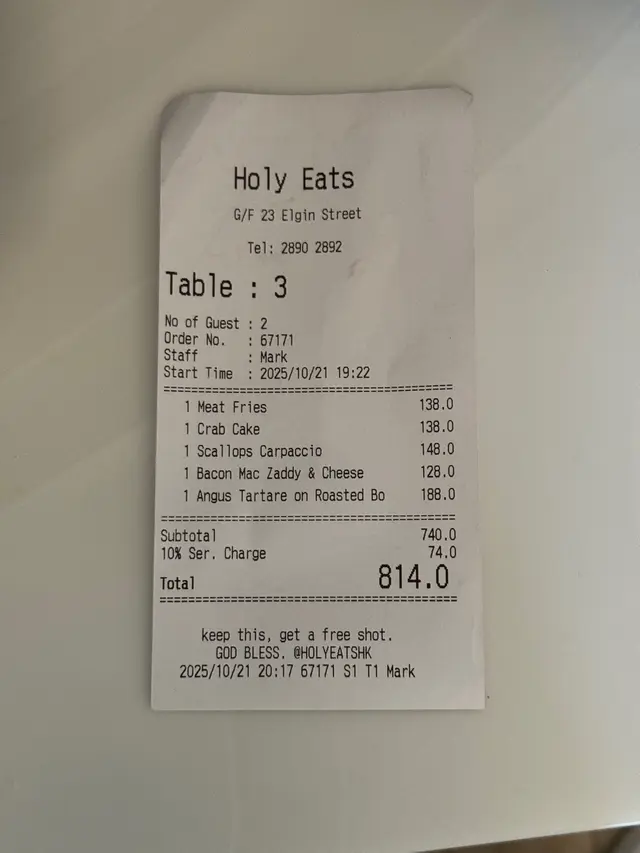 Holy Eats
G/F 23 Elgin Street
Tel: 2890 2892
Table : 3
No of Guest : 2
Order No. : 67171
Staff : Mark
Start Time : 2025/10/21 19:22
1 Meat Fries 138.0
1 Crab Cake 138.0
1 Scallops Carpaccio 148.0
1 Bacon Mac Zaddy & Cheese 128.0
1 Angus Tartare on Roasted Bo 188.0
Subtotal 740.0
10% Ser. Charge 74.0
Total 814.0
keep this, get a free shot.
GOD BLESS. @HOLYEATSHK
2025/10/21 20:17 67171 S1 T1 Mark